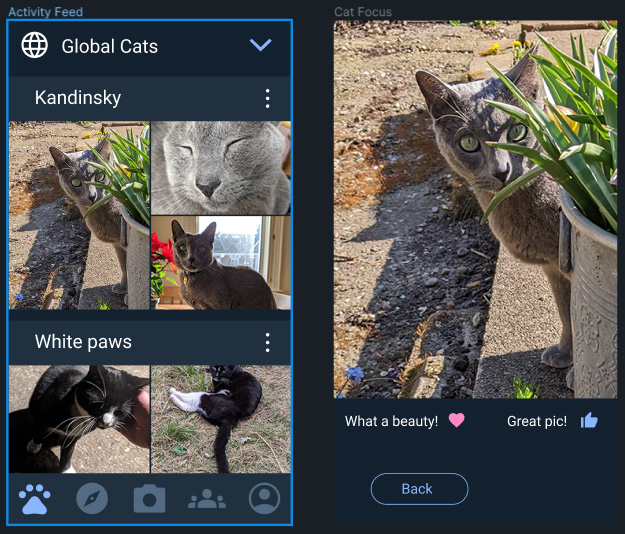 Activity Feed
Global Cats
Kandinsky
White paws
Cat Focus
What a beauty!
Great pic!
Back